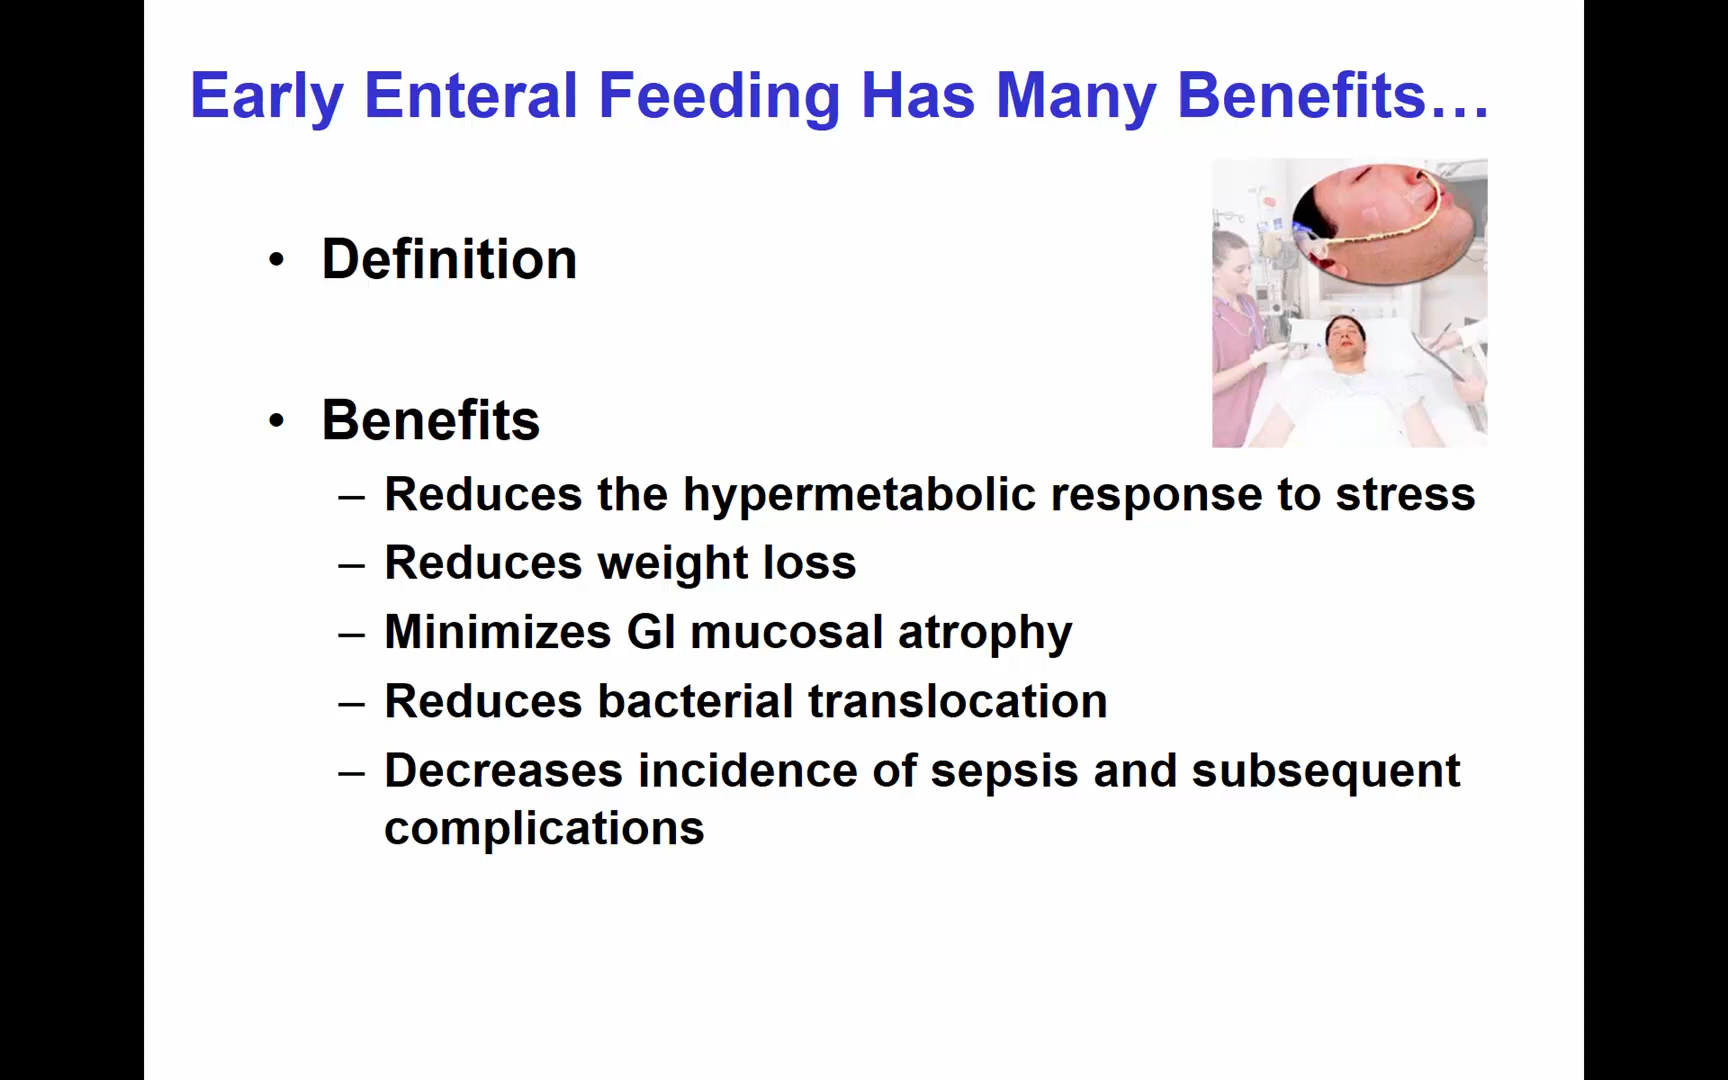 Early Enteral Feeding Has Many Benefits…
• Definition
• Benefits
– Reduces the hypermetabolic response to stress
– Reduces weight loss
– Minimizes GI mucosal atrophy
– Reduces bacterial translocation
– Decreases incidence of sepsis and subsequent
complications